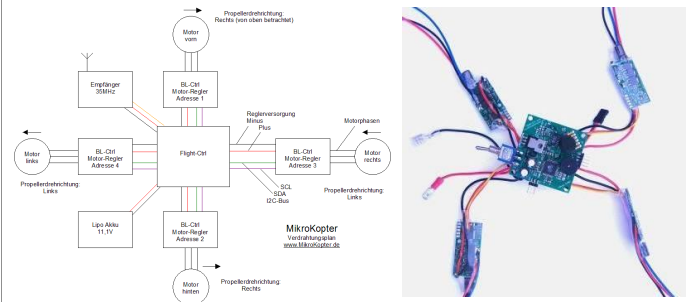 Propellerdrehrichtung:
Rechts (von oben betrachtet)
Motor
vorn
Empfänger
35MHz
BL-Ctrl
Motor-Regler
Adresse 1
Reglerversorgung
Minus
Plus
Motorphasen
Motor
links
BL-Ctrl
Motor-Regler
Adresse 4
Flight-Ctrl
BL-Ctrl
Motor-Regler
Adresse 3
Motor
rechts
Propellerdrehrichtung:
Links
Propellerdrehrichtung:
Links
SCL
SDA
I2C-Bus
Lipo Akku
11,1V
BL-Ctrl
Motor-Regler
Adresse 2
MikroKopter
Verdrahtungsplan
www.MikroKopter.de
Motor
hinten
Propellerdrehrichtung:
Rechts